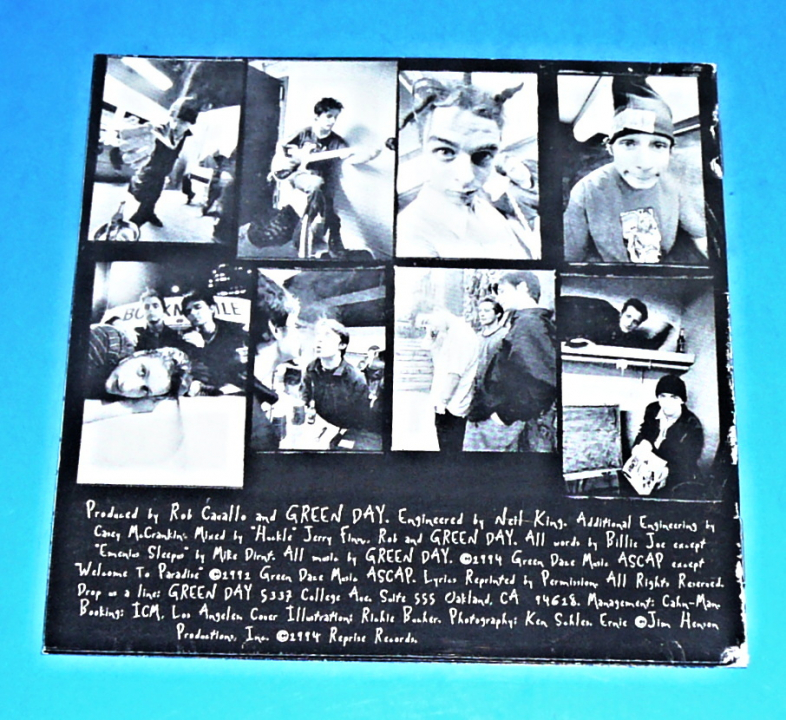 BOOKMOBILE
Produced by Rob Cavallo and GREEN DAY. Engineered by Neil King. Additional Engineering by
Casey McCrankin. Mixed by "Hookle" Jerry Finn, Rob and GREEN DAY. All words by Billie Joe except
"Emenius Sleepus" by Mike Dirnt. All music by GREEN DAY. ©1994 Green Daze Music ASCAP except
"Welcome To Paradise" ©1992 Green Daze Music ASCAP. Lyrics Reprinted by Permission. All Rights Reserved.
Drop us a line: GREEN DAY 5337 College Ave. Suite 555 Oakland, CA 94618. Management: Cahn-Man
Booking: ICM, Los Angeles Cover Illustration: Richie Bucher. Photography: Ken Schles. Ernie ©Jim Henson
Productions, Inc. ©1994 Reprise Records.